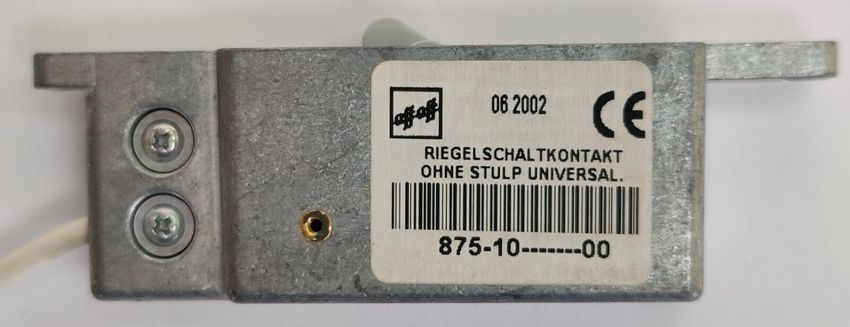 eff-eff
06 2002
CE
RIEGELSCHALTKONTAKT
OHNE STULP UNIVERSAL.
875-10-------00